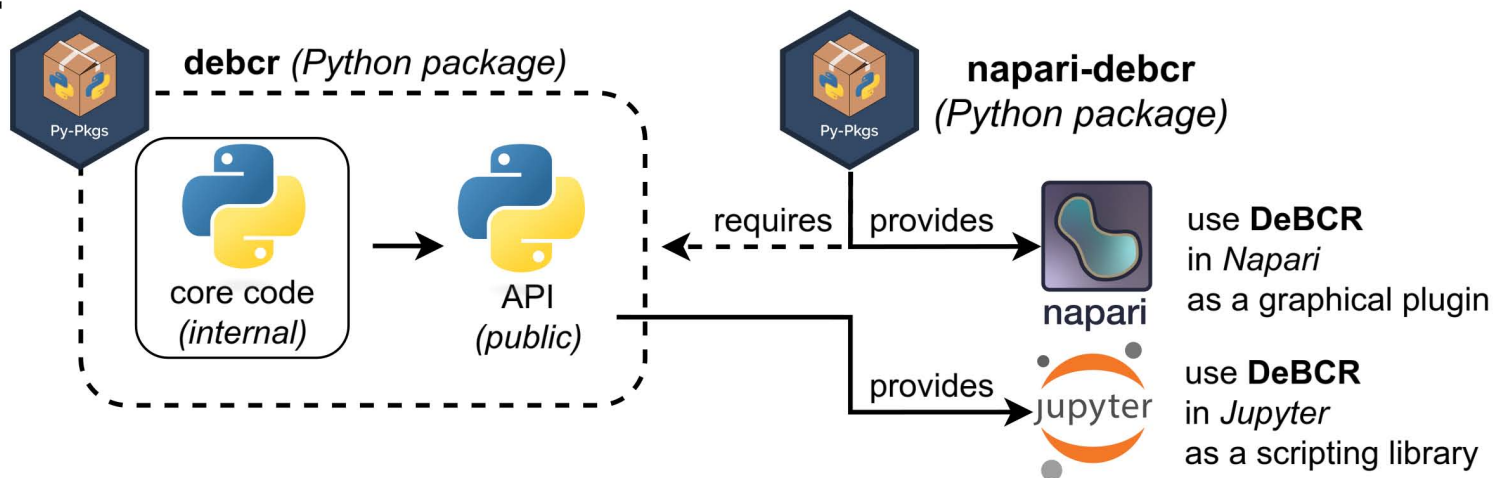 debcr (Python package)
Py-Pkgs
core code
(internal)
API
(public)
napari-debcr
(Python package)
Py-Pkgs
requires
provides
napari
use DeBCR
in Napari
as a graphical plugin
provides
jupyter
use DeBCR
in Jupyter
as a scripting library